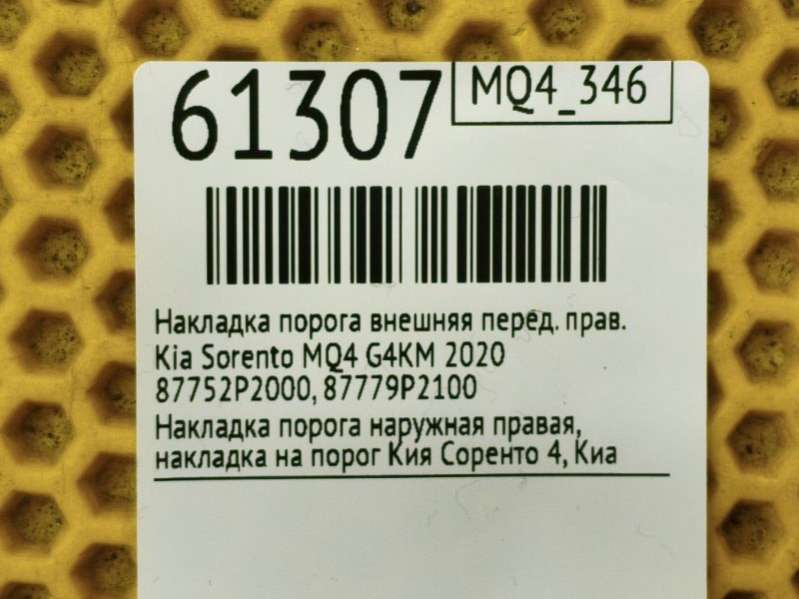 61307
MQ4_346
Накладка порога внешняя перед. прав.
Kia Sorento MQ4 G4KM 2020
87752P2000, 87779P2100
Накладка порога наружная правая,
накладка на порог Кия Соренто 4, Киа